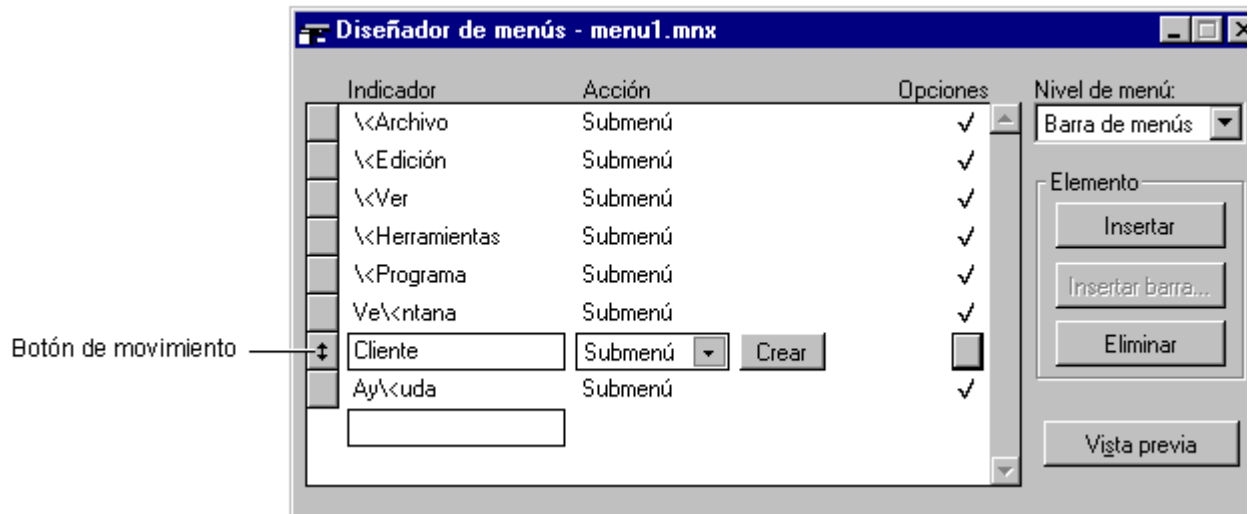 Diseñador de menús - menu1.mnx
Indicador Acción Opciones Nivel de menú:
\<Archivo Submenú Barra de menús
\<Edición Submenú
\<Ver Submenú Elemento
\<Herramientas Submenú Insertar
\<Programa Submenú Insertar barra...
Ve\<ntana Submenú
Botón de movimiento Cliente Submenú Crear Eliminar
Ay\<uda Submenú
Vista previa